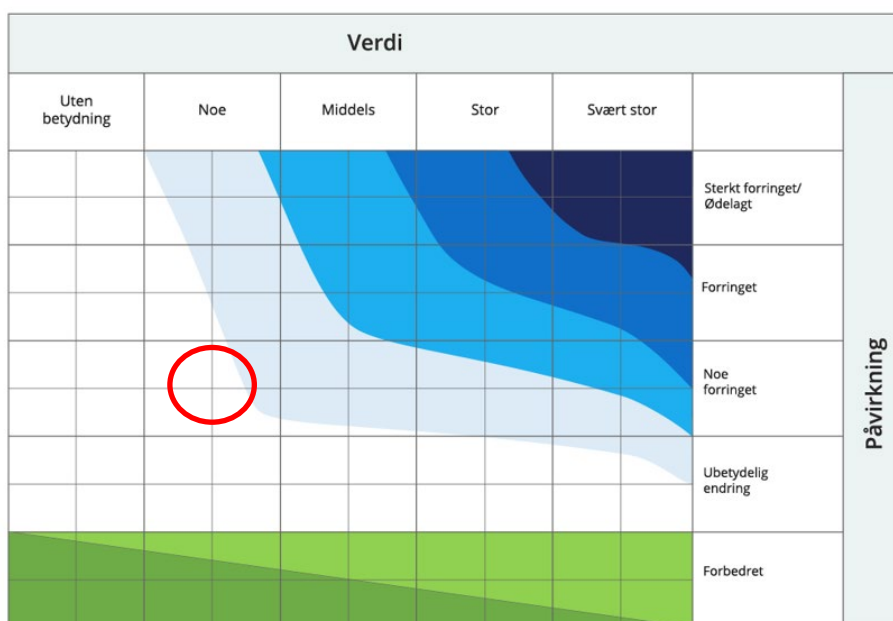 Verdi
Uten
betydning
Noe
Middels
Stor
Svært stor
Sterkt forringet/
Ødelagt
Forringet
Noe
forringet
Ubetydelig
endring
Forbedret
Påvirkning